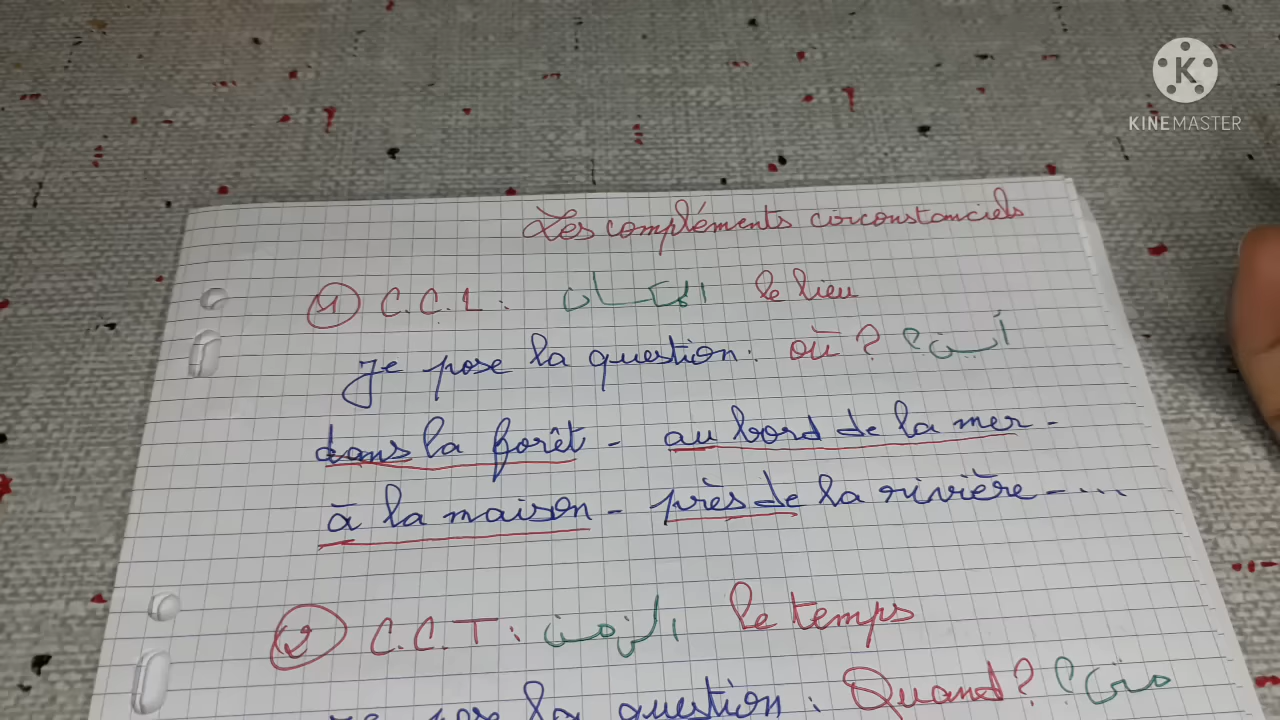 KINEMASTER
Les compléments circonstanciels
1 C.C.L : المكان le lieu
Je pose la question : où ? أين؟
dans la forêt - au bord de la mer -
à la maison - près de la rivière - ...
2 C.C.T : الزمن le temps
pose la question : Quand ? متى؟